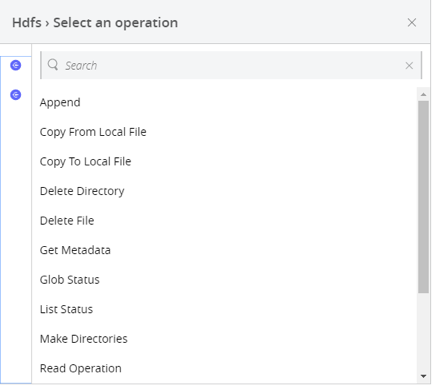 Hdfs › Select an operation
Search
Append
Copy From Local File
Copy To Local File
Delete Directory
Delete File
Get Metadata
Glob Status
List Status
Make Directories
Read Operation